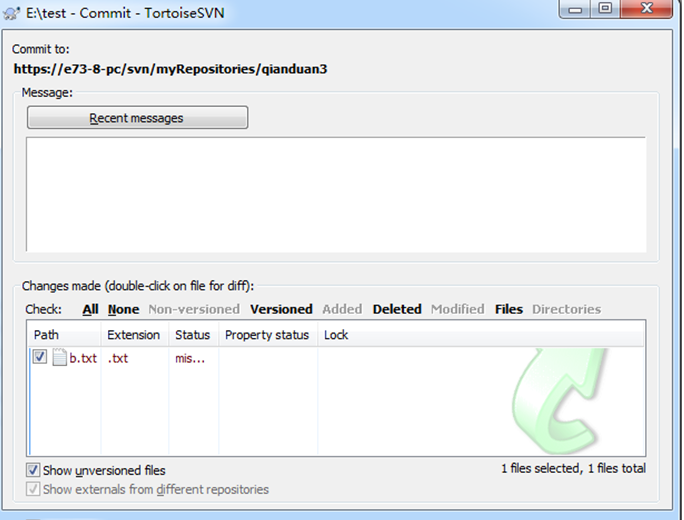 E:\test - Commit - TortoiseSVN
Commit to:
https://e73-8-pc/svn/myRepositories/qianduan3
Message:
Recent messages
Changes made (double-click on file for diff):
Check: All None Non-versioned Versioned Added Deleted Modified Files Directories
Path Extension Status Property status Lock
b.txt .txt mis...
Show unversioned files 1 files selected, 1 files total
Show externals from different repositories